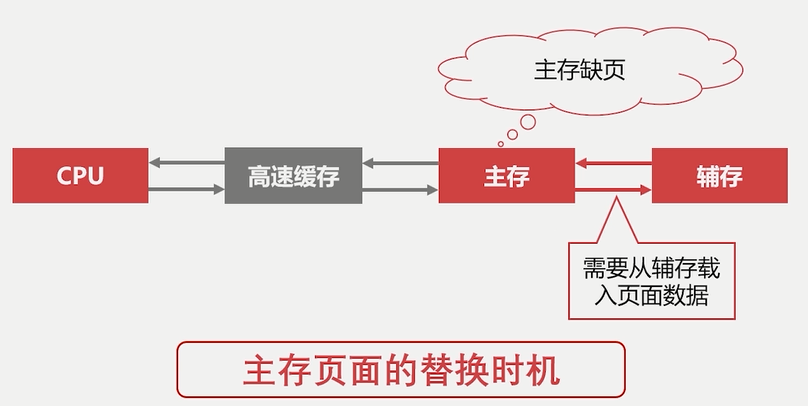 主存缺页
CPU
高速缓存
主存
辅存
需要从辅存载
入页面数据
主存页面的替换时机